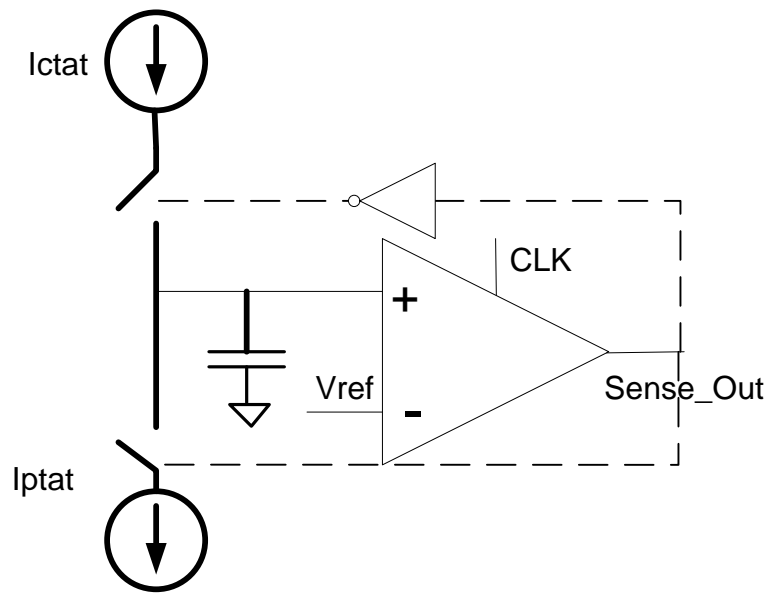 Ictat
CLK
+
Vref
-
Sense_Out
Iptat